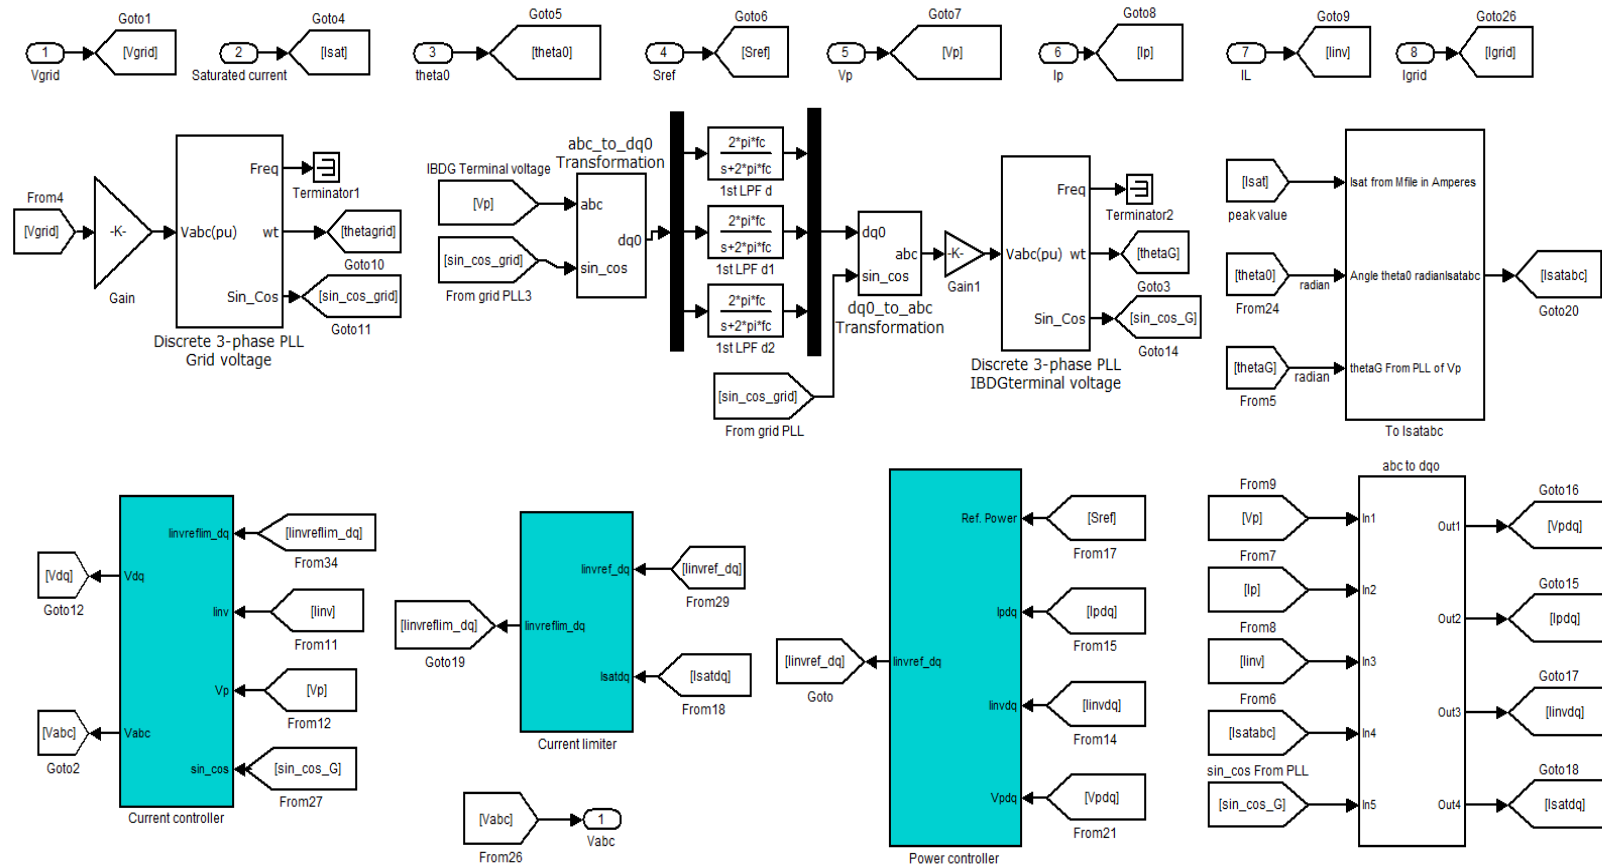 Goto1
Goto4
Goto5
Goto6
Goto7
Goto8
Goto9
Goto26
1
[Vgrid]
2
[Isat]
3
[theta0]
4
[Sref]
5
[Vp]
6
[Ip]
7
[Iinv]
8
[Igrid]
Vgrid
Saturated current
theta0
Sref
Vp
Ip
IL
Igrid
From4
[Vgrid]
-K-
Gain
Vabc(pu)
Freq
wt
Sin_Cos
Discrete 3-phase PLL
Grid voltage
Terminator1
[thetagrid]
Goto10
[sin_cos_grid]
Goto11
IBDG Terminal voltage
[Vp]
[sin_cos_grid]
From grid PLL3
abc_to_dq0
Transformation
abc
dq0
sin_cos
2*pi*fc
s+2*pi*fc
1st LPF d
2*pi*fc
s+2*pi*fc
1st LPF d1
2*pi*fc
s+2*pi*fc
1st LPF d2
[sin_cos_grid]
From grid PLL
dq0
abc
sin_cos
dq0_to_abc
Transformation
-K-
Gain1
Vabc(pu)
Freq
wt
Sin_Cos
Discrete 3-phase PLL
IBDGterminal voltage
Terminator2
[thetaG]
Goto3
[sin_cos_G]
Goto14
[Isat]
peak value
[theta0]
radian
From24
[thetaG]
radian
From5
Isat from Mfile in Amperes
Angle theta0 radianIsatabc
thetaG From PLL of Vp
To Isatabc
[Isatabc]
Goto20
[Vdq]
Goto12
[Vabc]
Goto2
Iinvreflim_dq
Vdq
Iinv
Vp
Vabc
sin_cos
Current controller
[Iinvreflim_dq]
From34
[Iinv]
From11
[Vp]
From12
[sin_cos_G]
From27
[Iinvreflim_dq]
Goto19
Iinvref_dq
Iinvreflim_dq
Isatdq
Current limiter
[Iinvref_dq]
From29
[Isatdq]
From18
[Vabc]
From26
1
Vabc
[Iinvref_dq]
Goto
Ref. Power
Ipdq
Iinvref_dq
Iinvdq
Vpdq
Power controller
[Sref]
From17
[Ipdq]
From15
[Iinvdq]
From14
[Vpdq]
From21
From9
[Vp]
From7
[Ip]
From8
[Iinv]
From6
[Isatabc]
sin_cos From PLL
[sin_cos_G]
abc to dqo
In1
In2
In3
In4
In5
Out1
Out2
Out3
Out4
Goto16
[Vpdq]
Goto15
[Ipdq]
Goto17
[Iinvdq]
Goto18
[Isatdq]